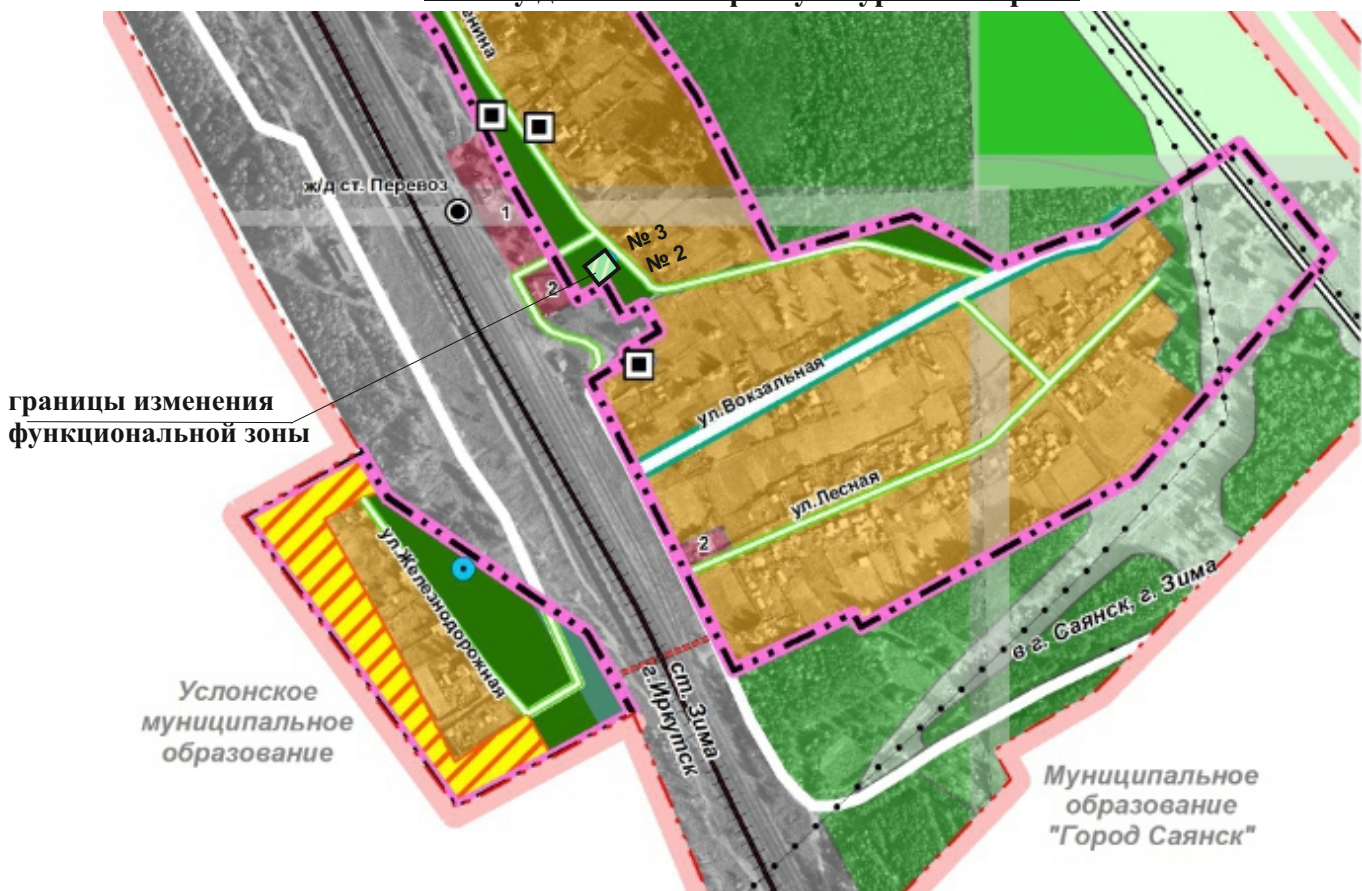 ж/д ст. Перевоз
1
№ 3
№ 2
2
границы изменения
функциональной зоны
ул.Вокзальная
ул.Лесная
2
ул.Железнодорожная
в г. Саянск, г. Зима
ст. Зима
г.Иркутск
Услонское
муниципальное
образование
Муниципальное
образование
"Город Саянск"